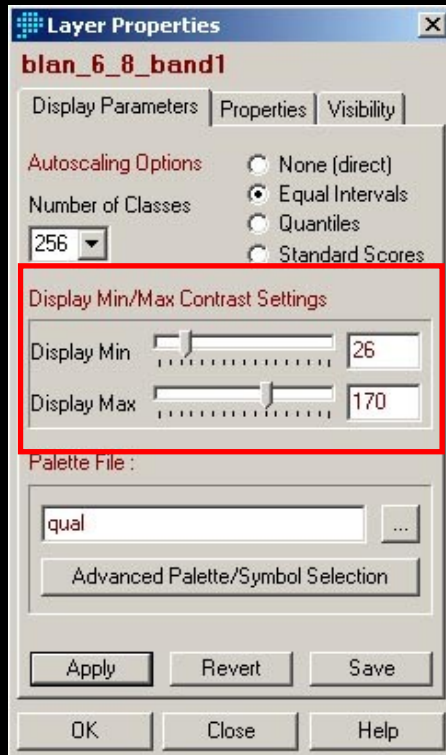 Layer Properties
blan_6_8_band1
Display Parameters Properties Visibility
Autoscaling Options
None (direct)
Number of Classes
Equal Intervals
Quantiles
256
Standard Scores
Display Min/Max Contrast Settings
Display Min 26
Display Max 170
Palette File :
qual ...
Advanced Palette/Symbol Selection
Apply Revert Save
OK Close Help